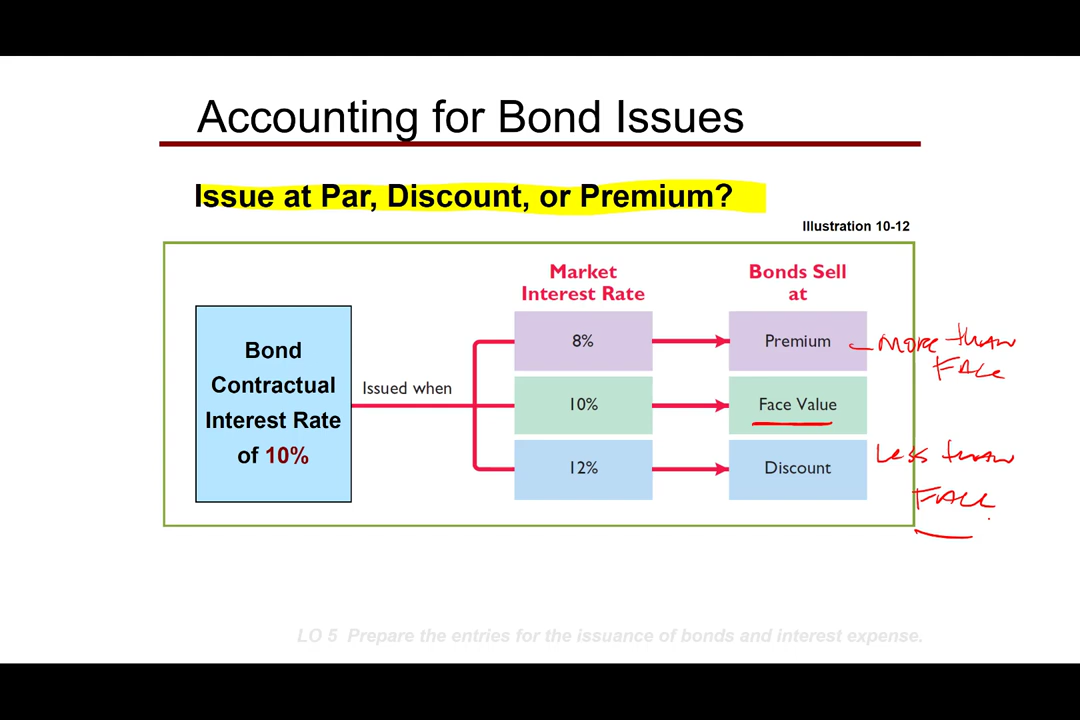 Accounting for Bond Issues
Issue at Par, Discount, or Premium?
Illustration 10-12
Market
Interest Rate
Bonds Sell
at
Bond
Contractual
Interest Rate
of 10%
Issued when
8%
Premium
MORE THAN
FACE
10%
Face Value
12%
Discount
LESS THAN
FACE
LO 5 Prepare the entries for the issuance of bonds and interest expense.